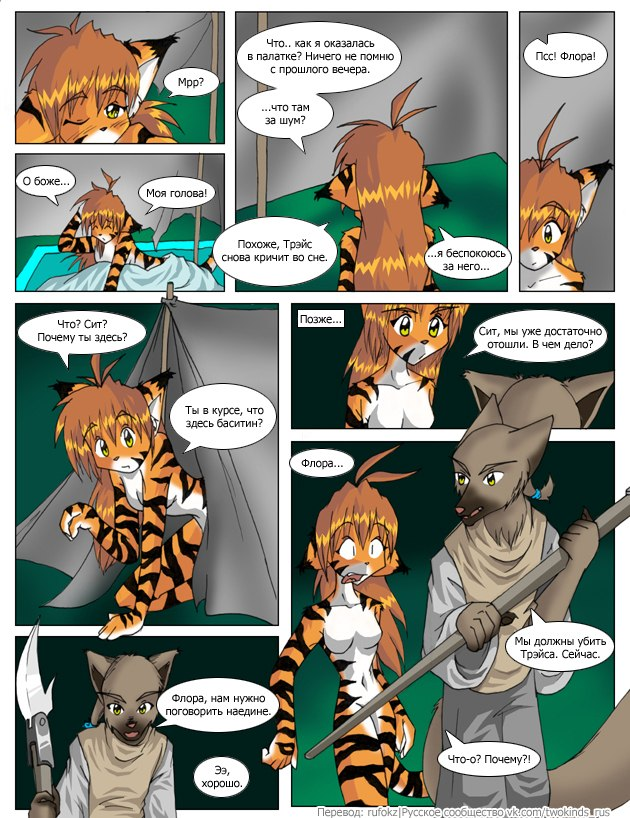 Мрр?
О боже...
Моя голова!
Что.. как я оказалась
в палатке? Ничего не помню
с прошлого вечера.
...что там
за шум?
Похоже, Трэйс
снова кричит во сне.
...я беспокоюсь
за него...
Псс! Флора!
Что? Сит?
Почему ты здесь?
Ты в курсе, что
здесь баситин?
Флора, нам нужно
поговорить наедине.
Ээ,
хорошо.
Позже...
Сит, мы уже достаточно
отошли. В чем дело?
Флора...
Мы должны убить
Трэйса. Сейчас.
Что-о? Почему?!
Перевод: rufokz|Русское сообщество vk.com/twokinds_rus